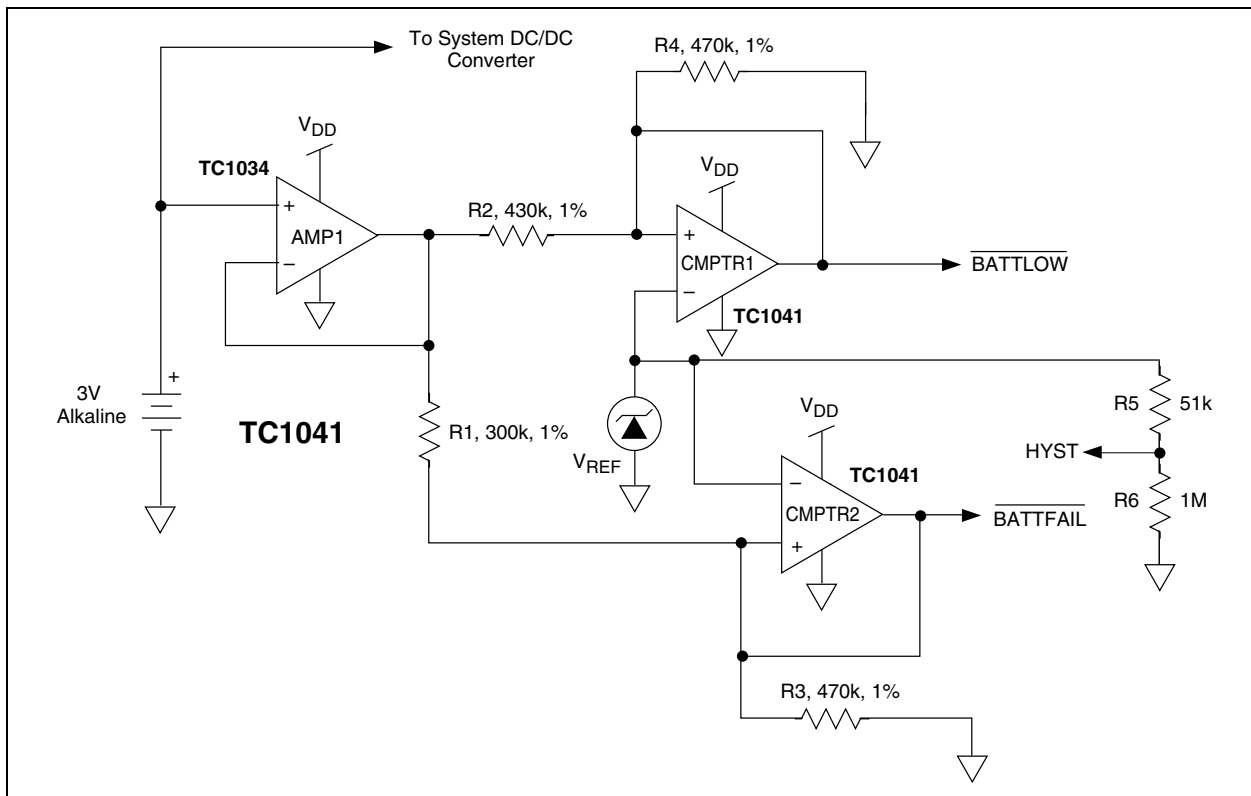 To System DC/DC
Converter
R4, 470k, 1%
VDD
TC1034
+
AMP1
−
R2, 430k, 1%
VDD
+
CMPTR1
−
BATTLOW
TC1041
3V
Alkaline
+
TC1041
R1, 300k, 1%
VREF
VDD
TC1041
−
CMPTR2
+
BATTFAIL
R5
51k
HYST
R6
1M
R3, 470k, 1%